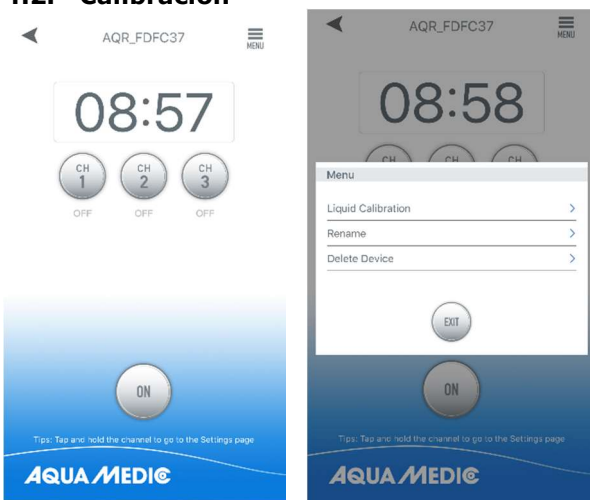 4.2. Calibración
AQR_FDFC37
MENU
08:57
CH
1
CH
2
CH
3
OFF OFF OFF
ON
Tips: Tap and hold the channel to go to the Settings page
AQUA MEDIC
AQR_FDFC37
MENU
08:58
CH CH CH
Menu
Liquid Calibration
Rename
Delete Device
EXIT
ON
Tips: Tap and hold the channel to go to the Settings page
AQUA MEDIC